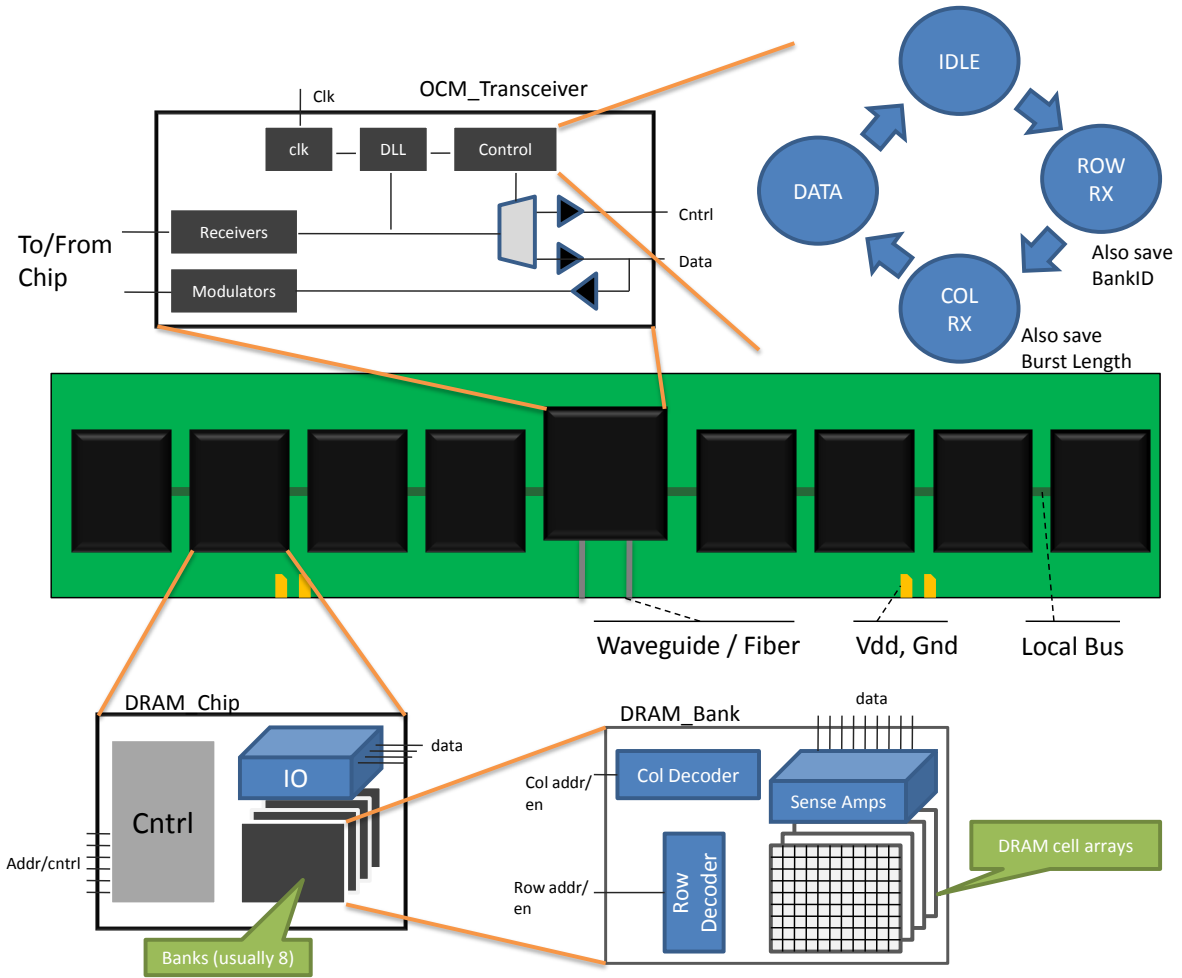 Clk
OCM_Transceiver
clk
DLL
Control
Receivers
Modulators
To/From
Chip
Cntrl
Data
IDLE
ROW
RX
Also save
BankID
COL
RX
Also save
Burst Length
DATA
Waveguide / Fiber
Vdd, Gnd
Local Bus
DRAM_Chip
IO
data
Cntrl
Addr/cntrl
Banks (usually 8)
DRAM_Bank
data
Col addr/
en
Col Decoder
Sense Amps
Row addr/
en
Row
Decoder
DRAM cell arrays